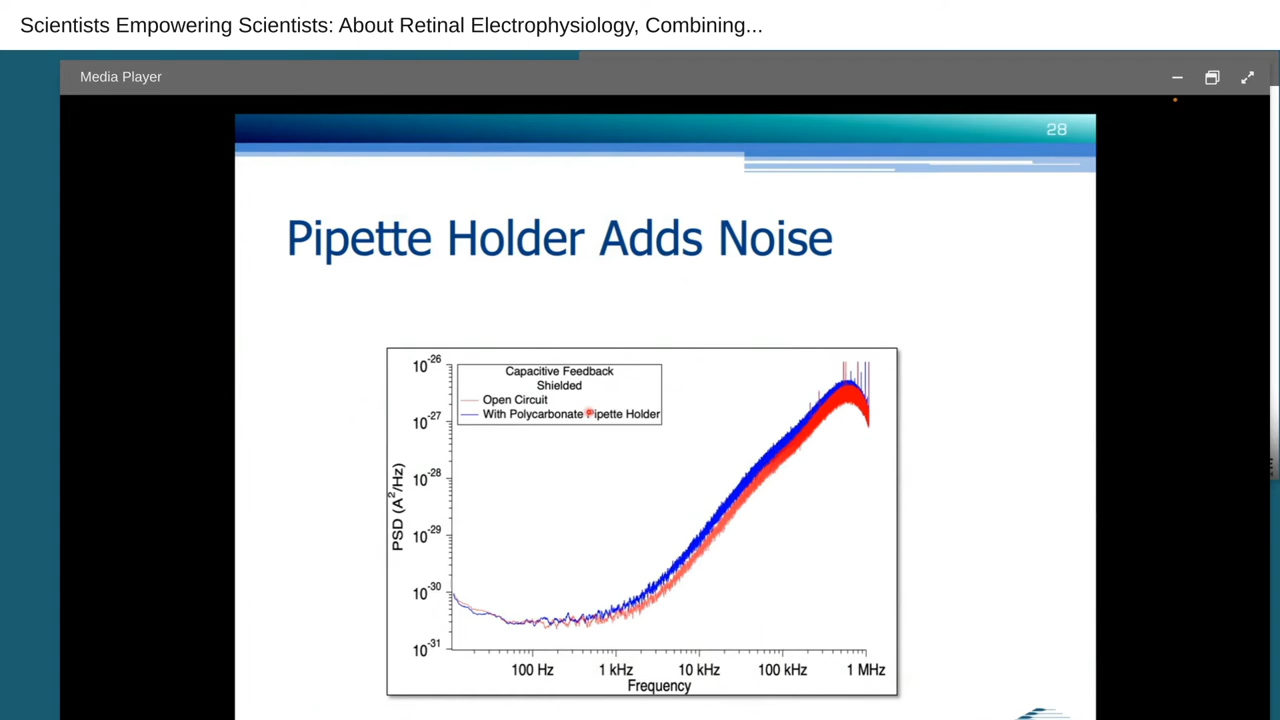 Scientists Empowering Scientists: About Retinal Electrophysiology, Combining...
Media Player
28
Pipette Holder Adds Noise
Capacitive Feedback
Shielded
Open Circuit
With Polycarbonate Pipette Holder
10^-26
10^-27
10^-28
10^-29
10^-30
10^-31
PSD (A^2/Hz)
100 Hz 1 kHz 10 kHz 100 kHz 1 MHz
Frequency